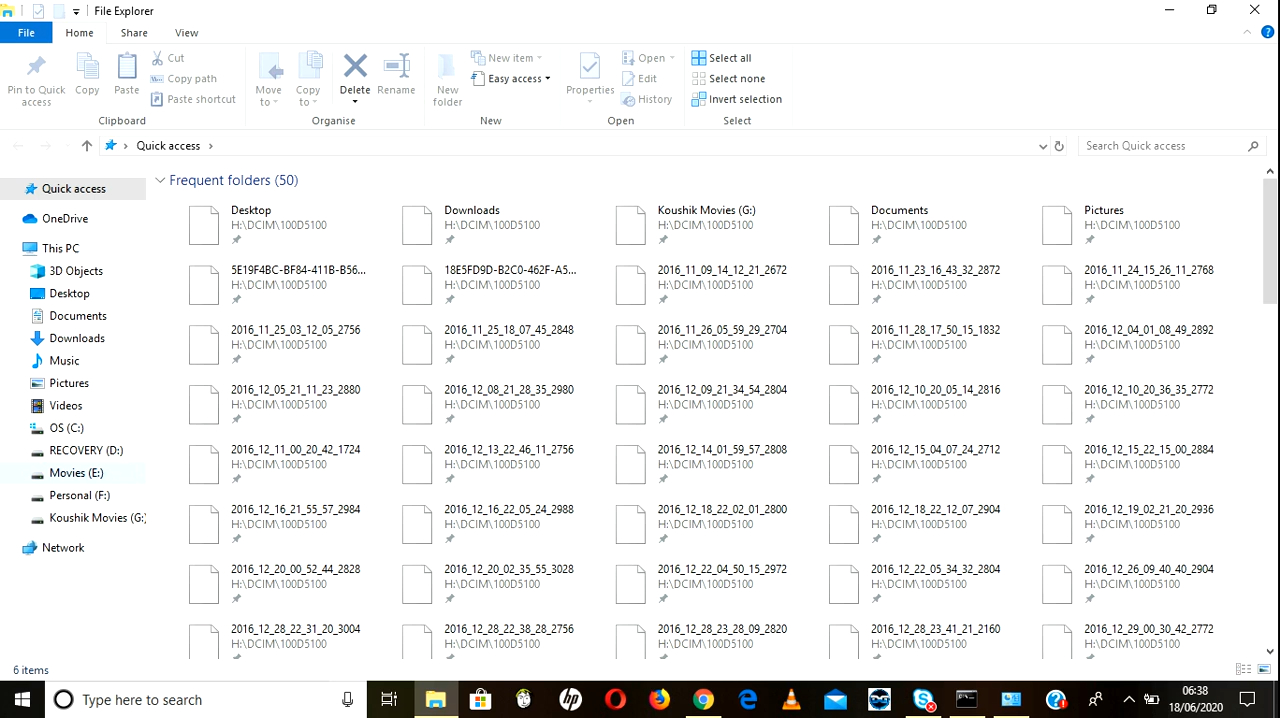 File Explorer
File Home Share View
Pin to Quick access
Copy
Paste
Cut
Copy path
Paste shortcut
Clipboard
Move to
Copy to
Delete
Rename
Organise
New folder
New item
Easy access
New
Properties
Open
Edit
History
Open
Select all
Select none
Invert selection
Select
Quick access
Search Quick access
Quick access
OneDrive
This PC
3D Objects
Desktop
Documents
Downloads
Music
Pictures
Videos
OS (C:)
RECOVERY (D:)
Movies (E:)
Personal (F:)
Koushik Movies (G:)
Network
Frequent folders (50)
Desktop Downloads Koushik Movies (G:) Documents Pictures
H:\DCIM\100D5100 H:\DCIM\100D5100 H:\DCIM\100D5100 H:\DCIM\100D5100 H:\DCIM\100D5100
5E19F4BC-BF84-411B-B56... 18E5FD9D-B2C0-462F-A5... 2016_11_09_14_12_21_2672 2016_11_23_16_43_32_2872 2016_11_24_15_26_11_2768
H:\DCIM\100D5100 H:\DCIM\100D5100 H:\DCIM\100D5100 H:\DCIM\100D5100 H:\DCIM\100D5100
2016_11_25_03_12_05_2756 2016_11_25_18_07_45_2848 2016_11_26_05_59_29_2704 2016_11_28_17_50_15_1832 2016_12_04_01_08_49_2892
H:\DCIM\100D5100 H:\DCIM\100D5100 H:\DCIM\100D5100 H:\DCIM\100D5100 H:\DCIM\100D5100
2016_12_05_21_11_23_2880 2016_12_08_21_28_35_2980 2016_12_09_21_34_54_2804 2016_12_10_20_05_14_2816 2016_12_10_20_36_35_2772
H:\DCIM\100D5100 H:\DCIM\100D5100 H:\DCIM\100D5100 H:\DCIM\100D5100 H:\DCIM\100D5100
2016_12_11_00_20_42_1724 2016_12_13_22_46_11_2756 2016_12_14_01_59_57_2808 2016_12_15_04_07_24_2712 2016_12_15_22_15_00_2884
H:\DCIM\100D5100 H:\DCIM\100D5100 H:\DCIM\100D5100 H:\DCIM\100D5100 H:\DCIM\100D5100
2016_12_16_21_55_57_2984 2016_12_16_22_05_24_2988 2016_12_18_22_02_01_2800 2016_12_18_22_12_07_2904 2016_12_19_02_21_20_2936
H:\DCIM\100D5100 H:\DCIM\100D5100 H:\DCIM\100D5100 H:\DCIM\100D5100 H:\DCIM\100D5100
2016_12_20_00_52_44_2828 2016_12_20_02_35_55_3028 2016_12_22_04_50_15_2972 2016_12_22_05_34_32_2804 2016_12_26_09_40_40_2904
H:\DCIM\100D5100 H:\DCIM\100D5100 H:\DCIM\100D5100 H:\DCIM\100D5100 H:\DCIM\100D5100
2016_12_28_22_31_20_3004 2016_12_28_22_38_28_2756 2016_12_28_23_28_09_2820 2016_12_28_23_41_21_2160 2016_12_29_00_30_42_2772
H:\DCIM\100D5100 H:\DCIM\100D5100 H:\DCIM\100D5100 H:\DCIM\100D5100 H:\DCIM\100D5100
6 items
Type here to search
hp
06:38
18/06/2020